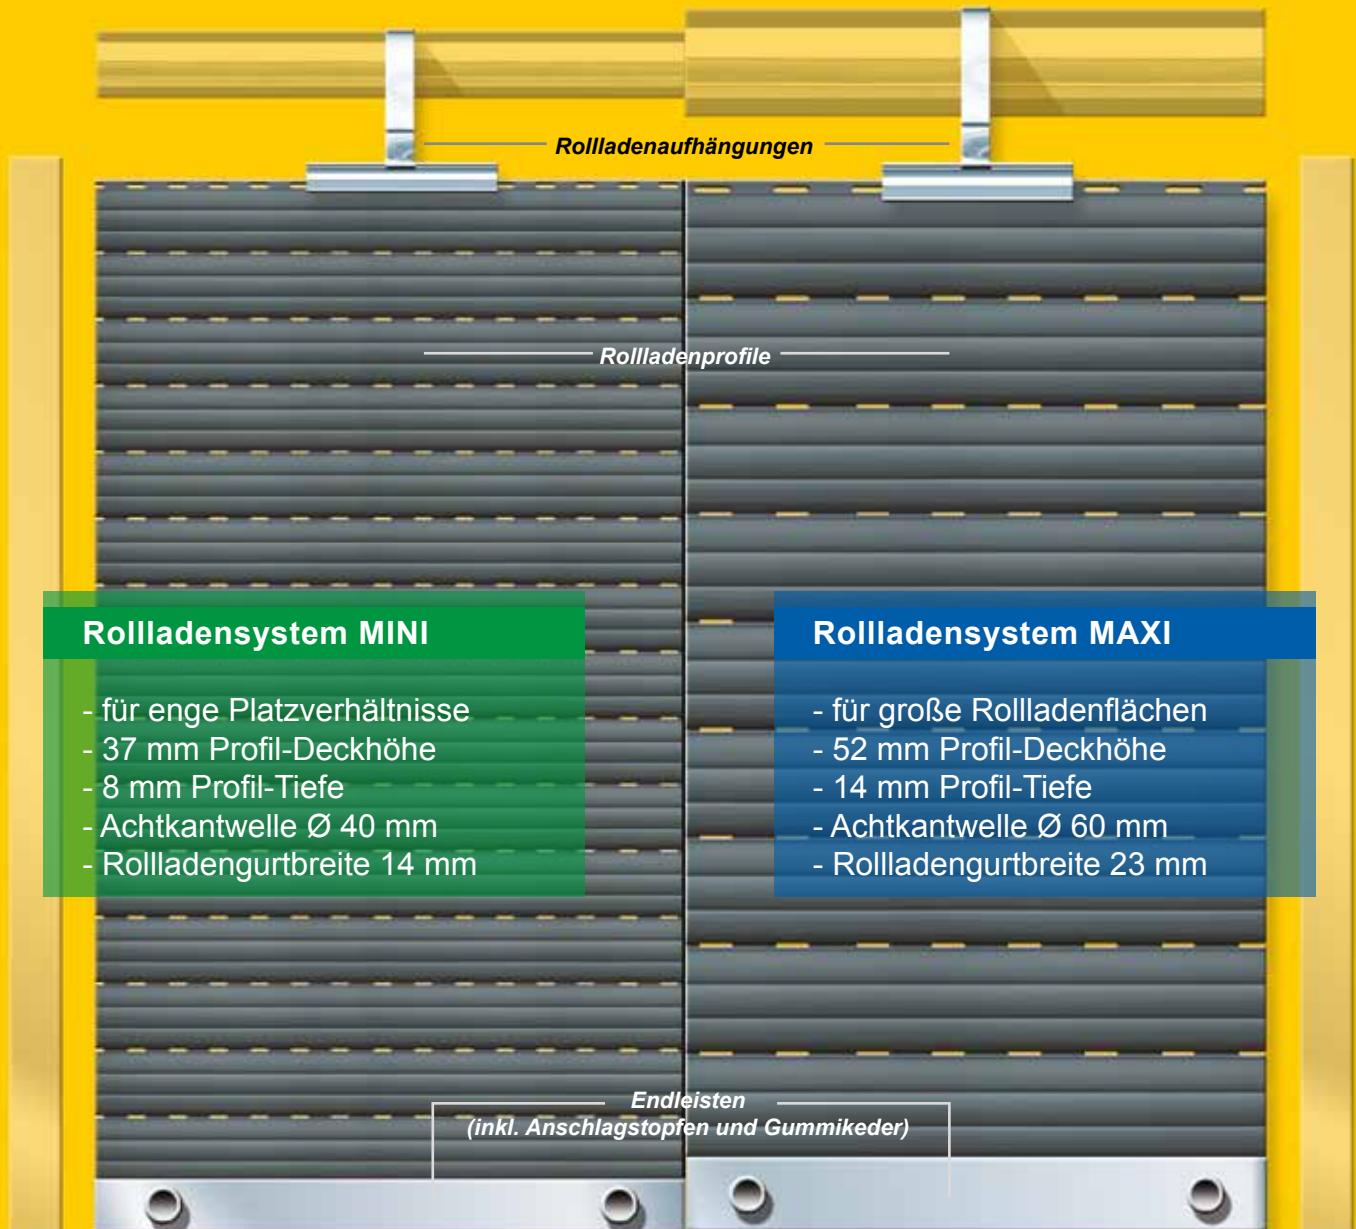 Rollladenaufhängungen
Rollladenprofile
Rollladensystem MINI
- für enge Platzverhältnisse
- 37 mm Profil-Deckhöhe
- 8 mm Profil-Tiefe
- Achtkantwelle Ø 40 mm
- Rollladengurtbreite 14 mm
Rollladensystem MAXI
- für große Rollladenflächen
- 52 mm Profil-Deckhöhe
- 14 mm Profil-Tiefe
- Achtkantwelle Ø 60 mm
- Rollladengurtbreite 23 mm
Endleisten
(inkl. Anschlagstopfen und Gummikeder)